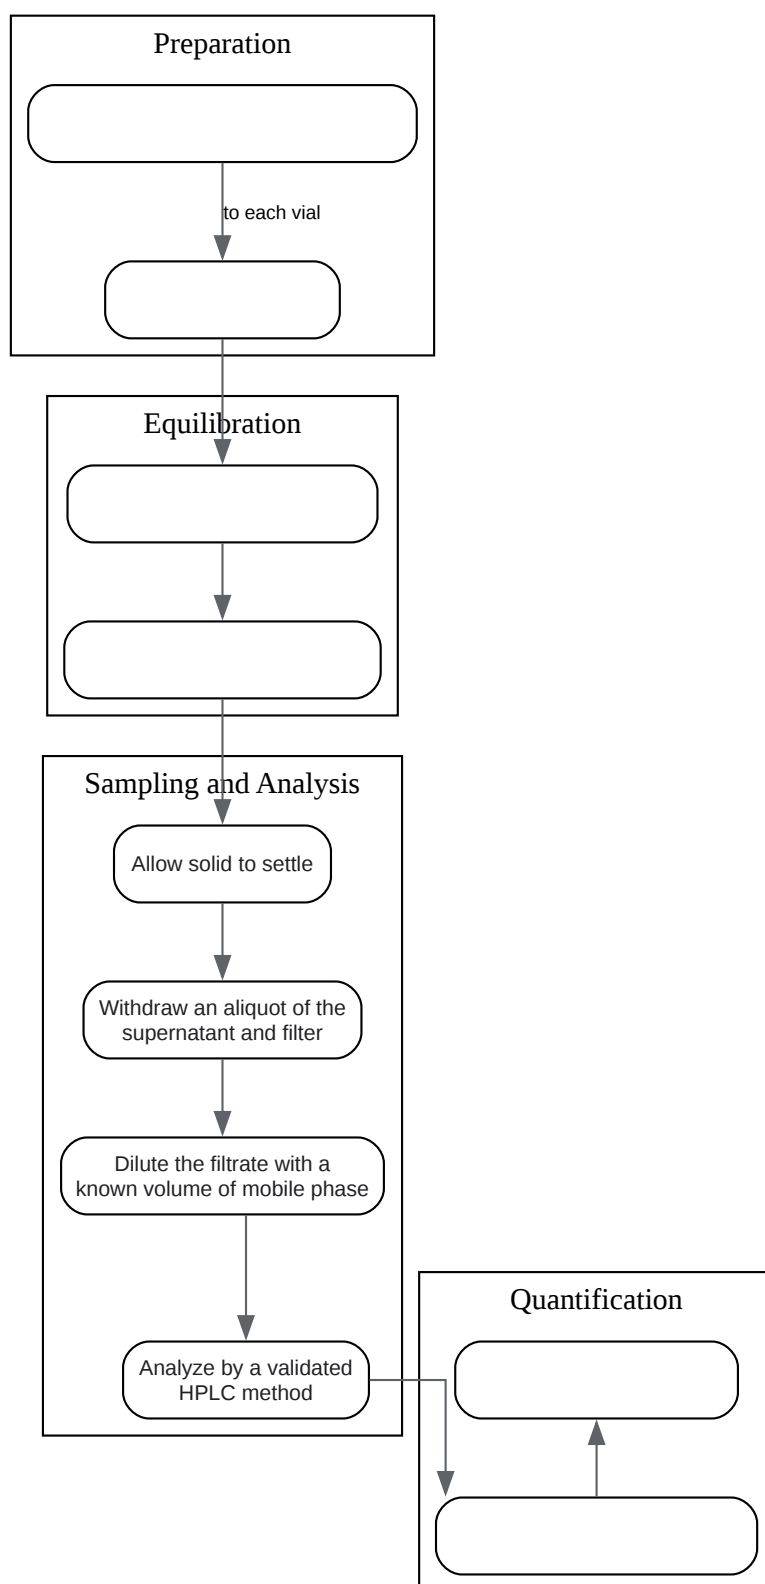 Preparation
to each vial
Equilibration
Sampling and Analysis
Allow solid to settle
Withdraw an aliquot of the
supernatant and filter
Dilute the filtrate with a
known volume of mobile phase
Analyze by a validated
HPLC method
Quantification